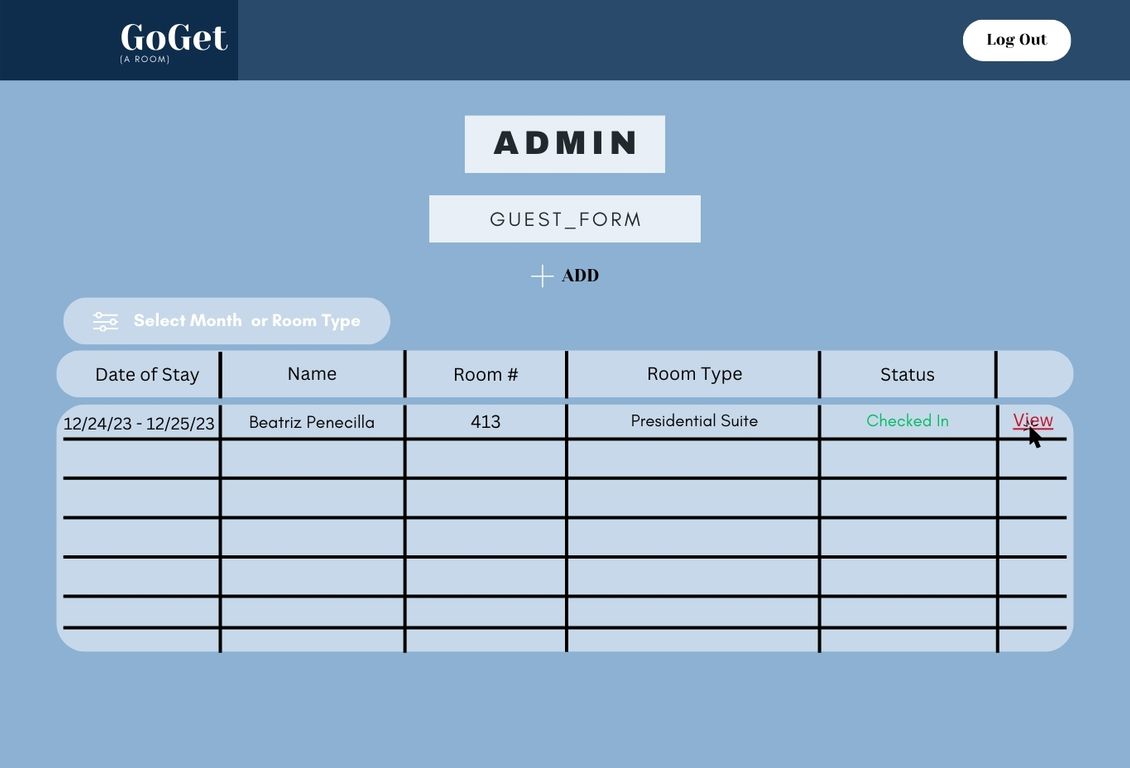 GoGet
(A ROOM)
Log Out
ADMIN
GUEST_FORM
ADD
Select Month or Room Type
Date of Stay Name Room # Room Type Status
12/24/23 - 12/25/23 Beatriz Penecilla 413 Presidential Suite Checked In View